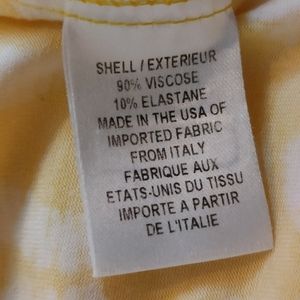 SHELL / EXTERIEUR
90% VISCOSE
10% ELASTANE
MADE IN THE USA OF
IMPORTED FABRIC
FROM ITALY
FABRIQUE AUX
ETATS-UNIS DU TISSU
IMPORTE A PARTIR
DE L'ITALIE